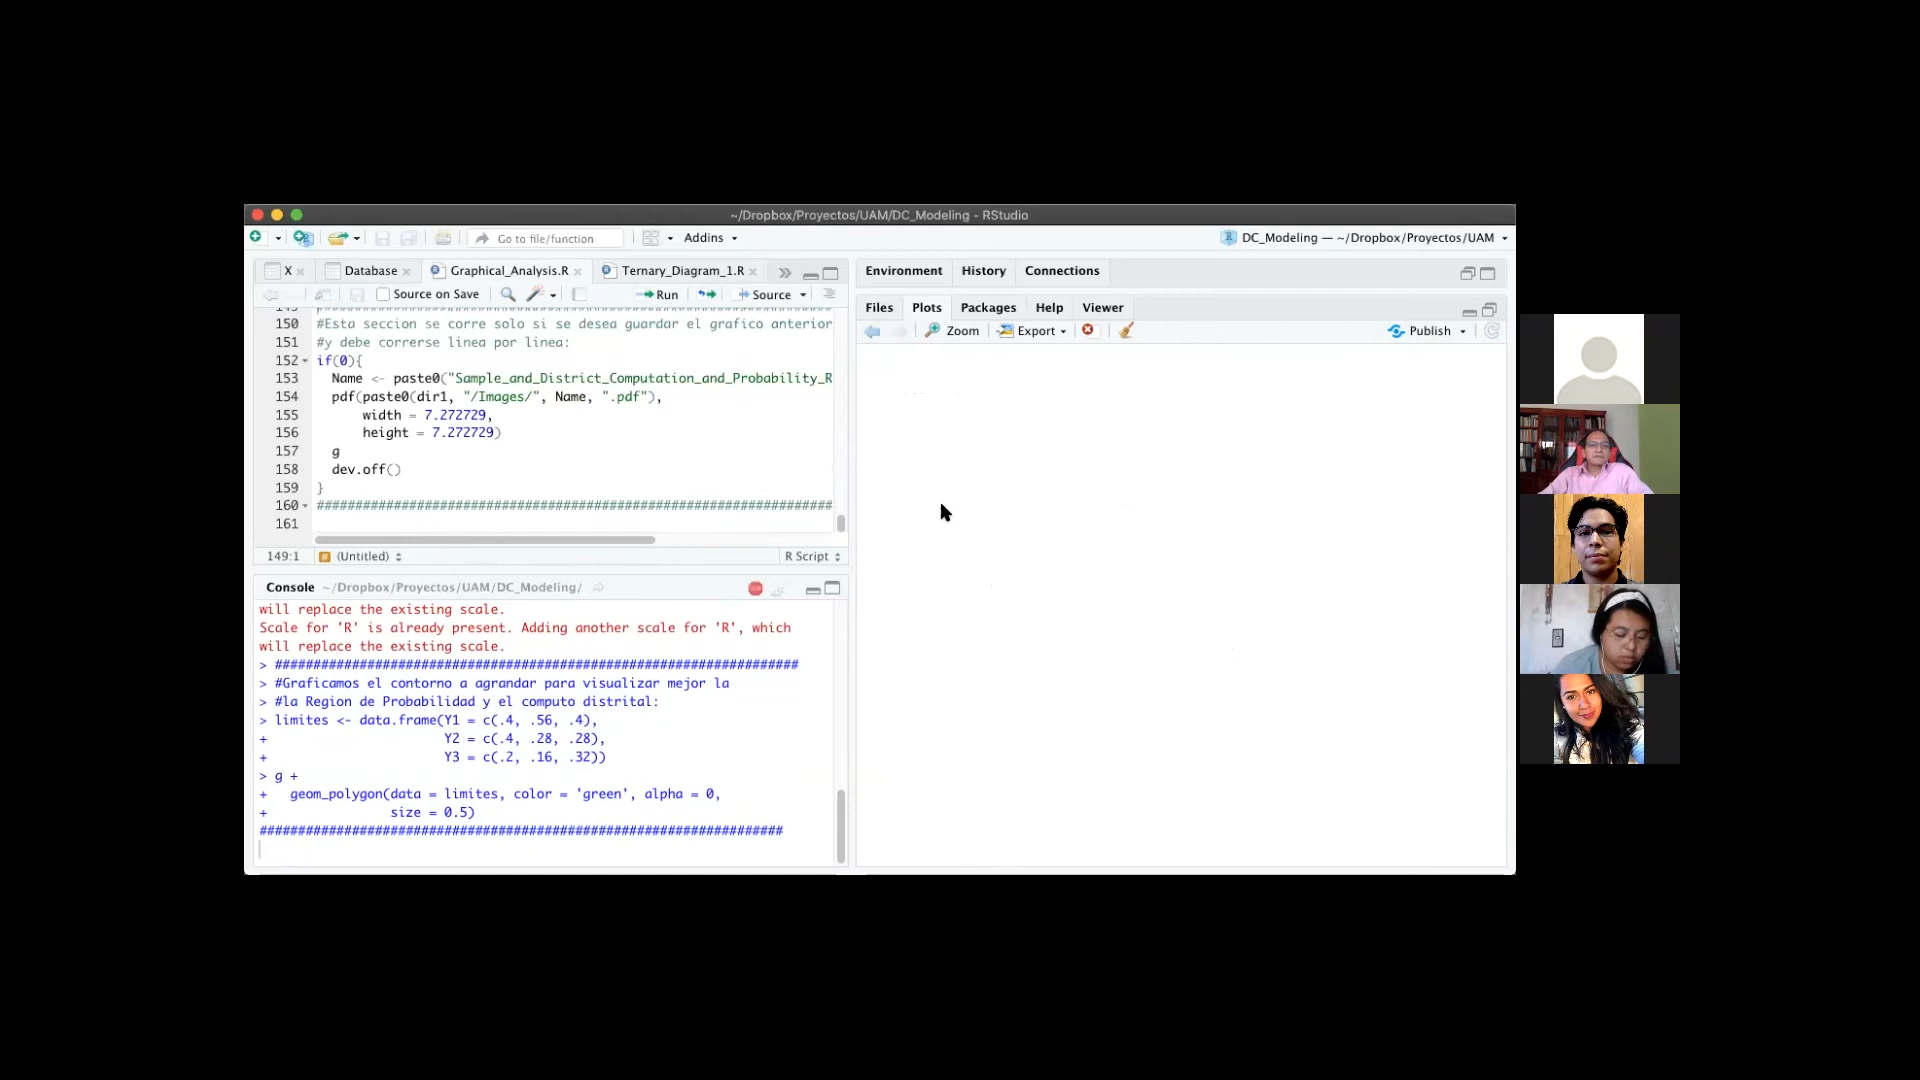 ~/Dropbox/Proyectos/UAM/DC_Modeling - RStudio
Go to file/function
Addins
DC_Modeling — ~/Dropbox/Proyectos/UAM
X
Database
Graphical_Analysis.R
Ternary_Diagram_1.R
Source on Save
Run
Source
150 #Esta seccion se corre solo si se desea guardar el grafico anterior
151 #y debe correrse linea por linea:
152 if(0){
153 Name <- paste0("Sample_and_District_Computation_and_Probability_R
154 pdf(paste0(dir1, "/Images/", Name, ".pdf"),
155 width = 7.272729,
156 height = 7.272729)
157 g
158 dev.off()
159 }
160 ###################################################################
161
149:1
(Untitled)
R Script
Console ~/Dropbox/Proyectos/UAM/DC_Modeling/
will replace the existing scale.
Scale for 'R' is already present. Adding another scale for 'R', which
will replace the existing scale.
> ####################################################################
> #Graficamos el contorno a agrandar para visualizar mejor la
> #la Region de Probabilidad y el computo distrital:
> limites <- data.frame(Y1 = c(.4, .56, .4),
+ Y2 = c(.4, .28, .28),
+ Y3 = c(.2, .16, .32))
> g +
+ geom_polygon(data = limites, color = 'green', alpha = 0,
+ size = 0.5)
####################################################################
Environment
History
Connections
Files
Plots
Packages
Help
Viewer
Zoom
Export
Publish